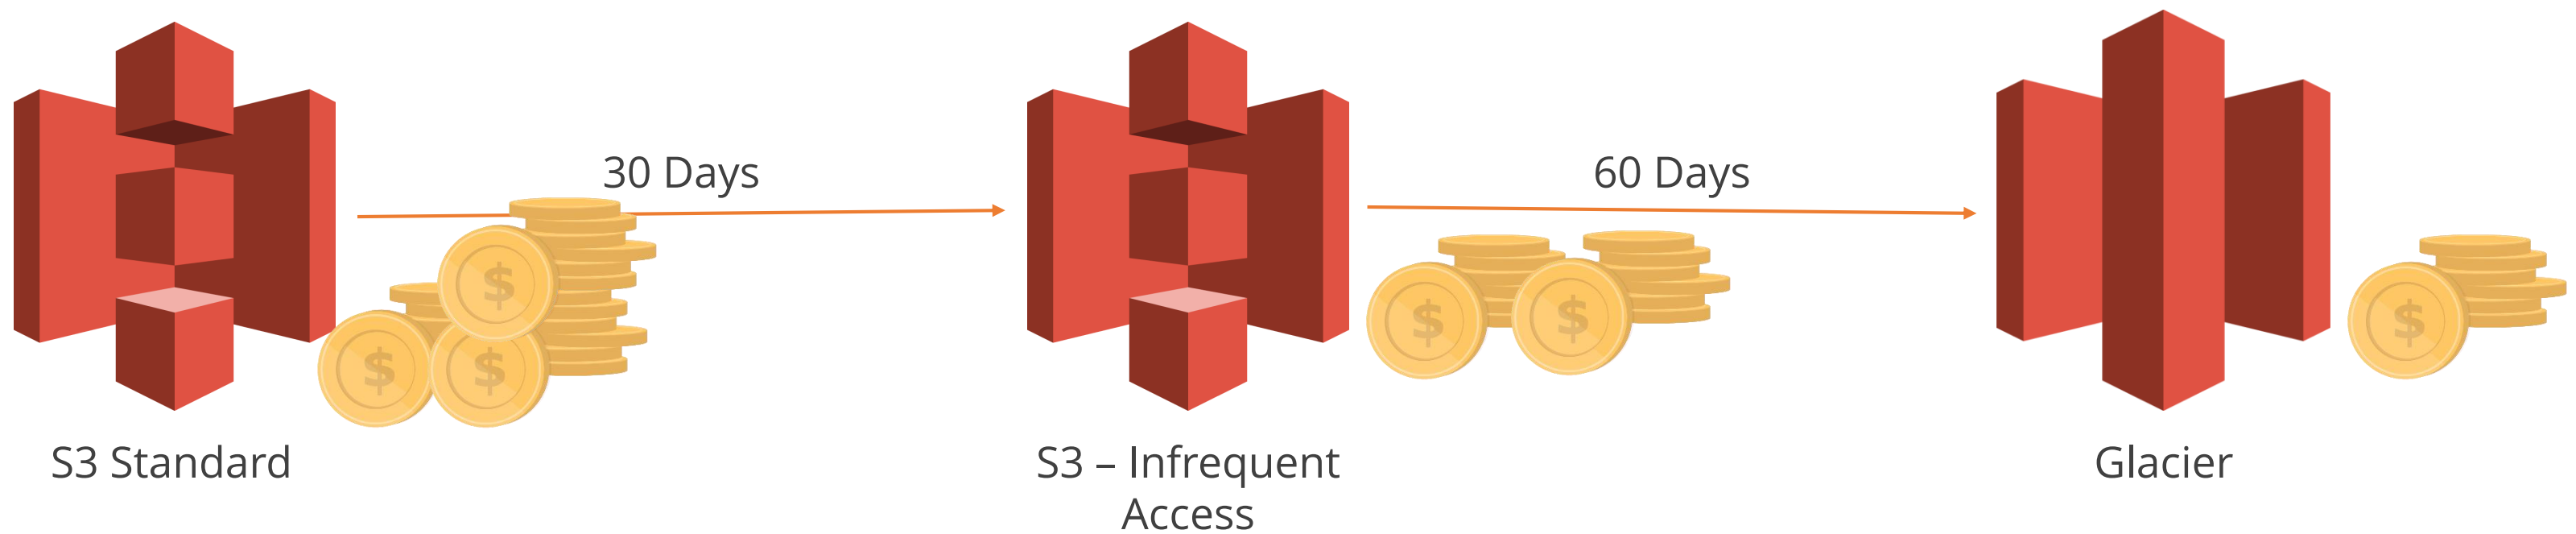 30 Days
60 Days
$
$
$
$
$
$
S3 Standard
S3 – Infrequent
Access
Glacier